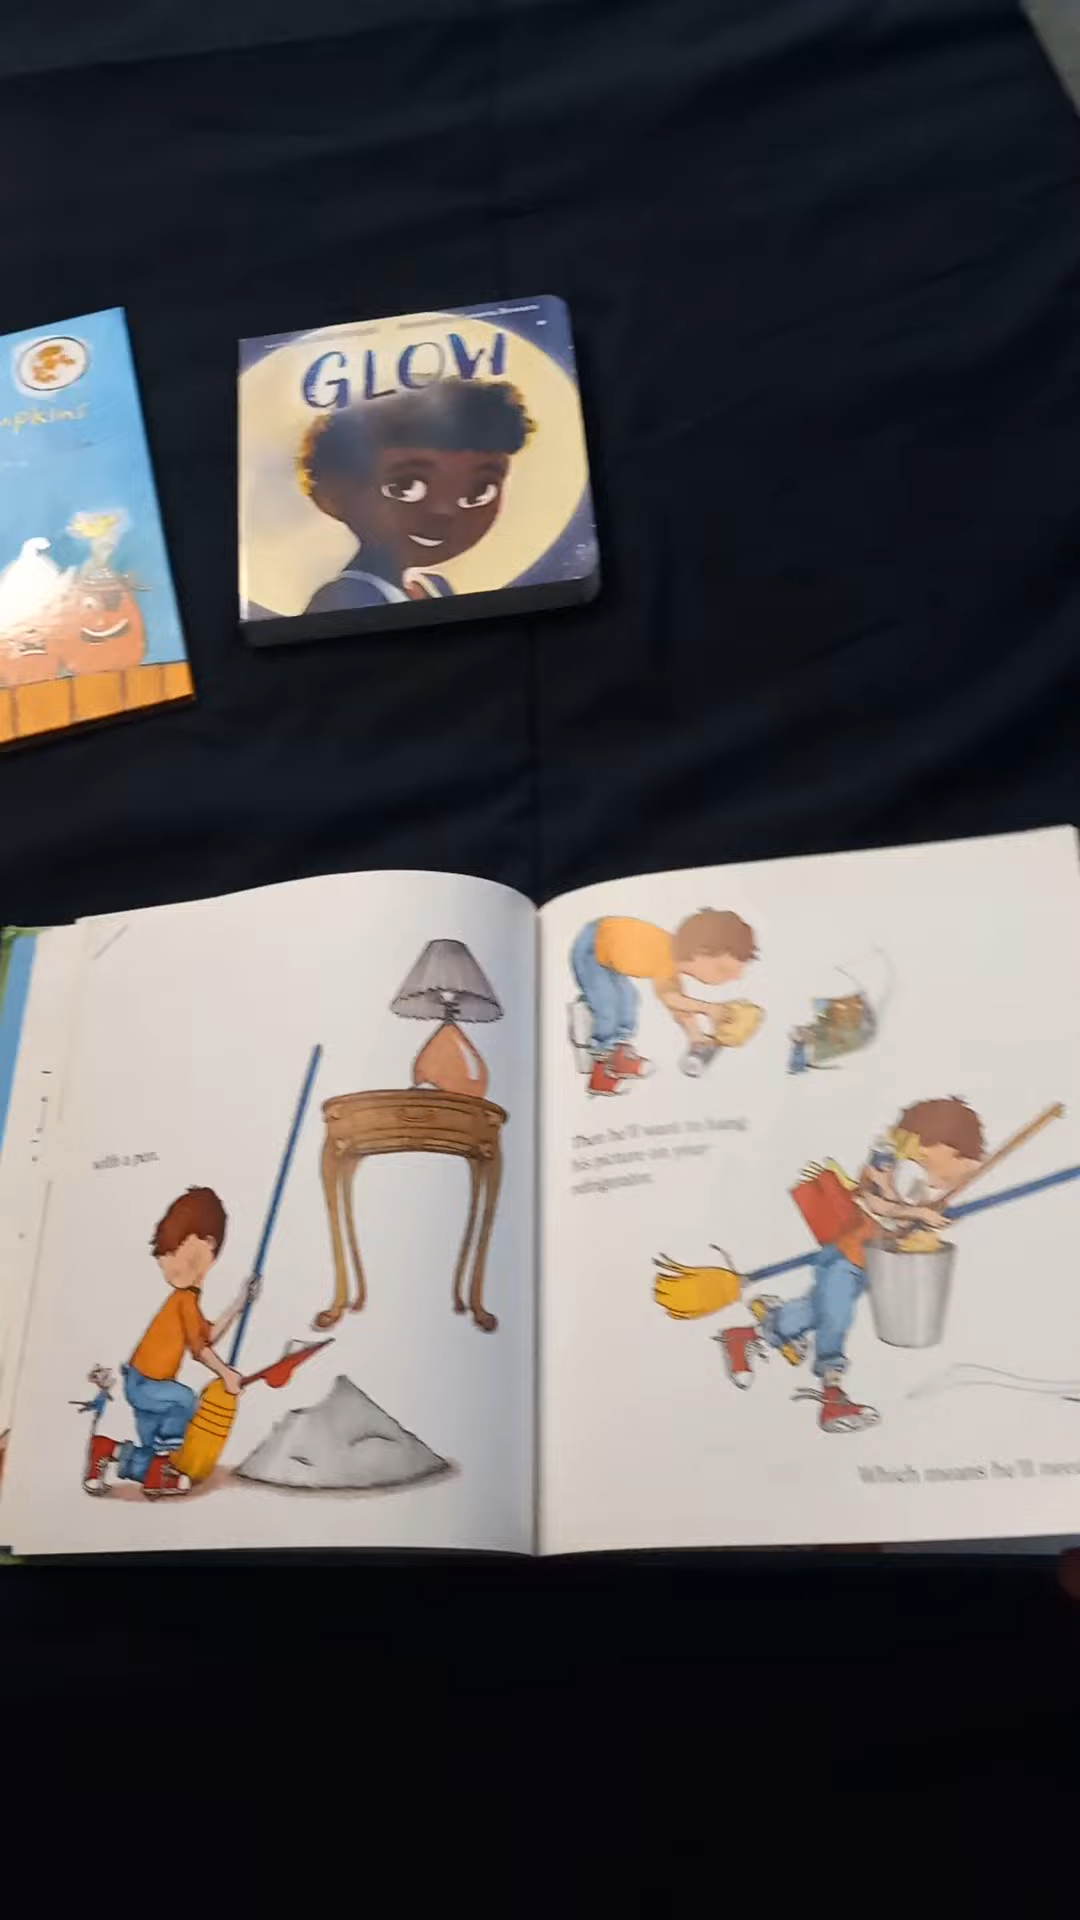 mpkins
GLOW
with a pen.
Then he'll want to hang
his picture on your
refrigerator.
Which means he'll need